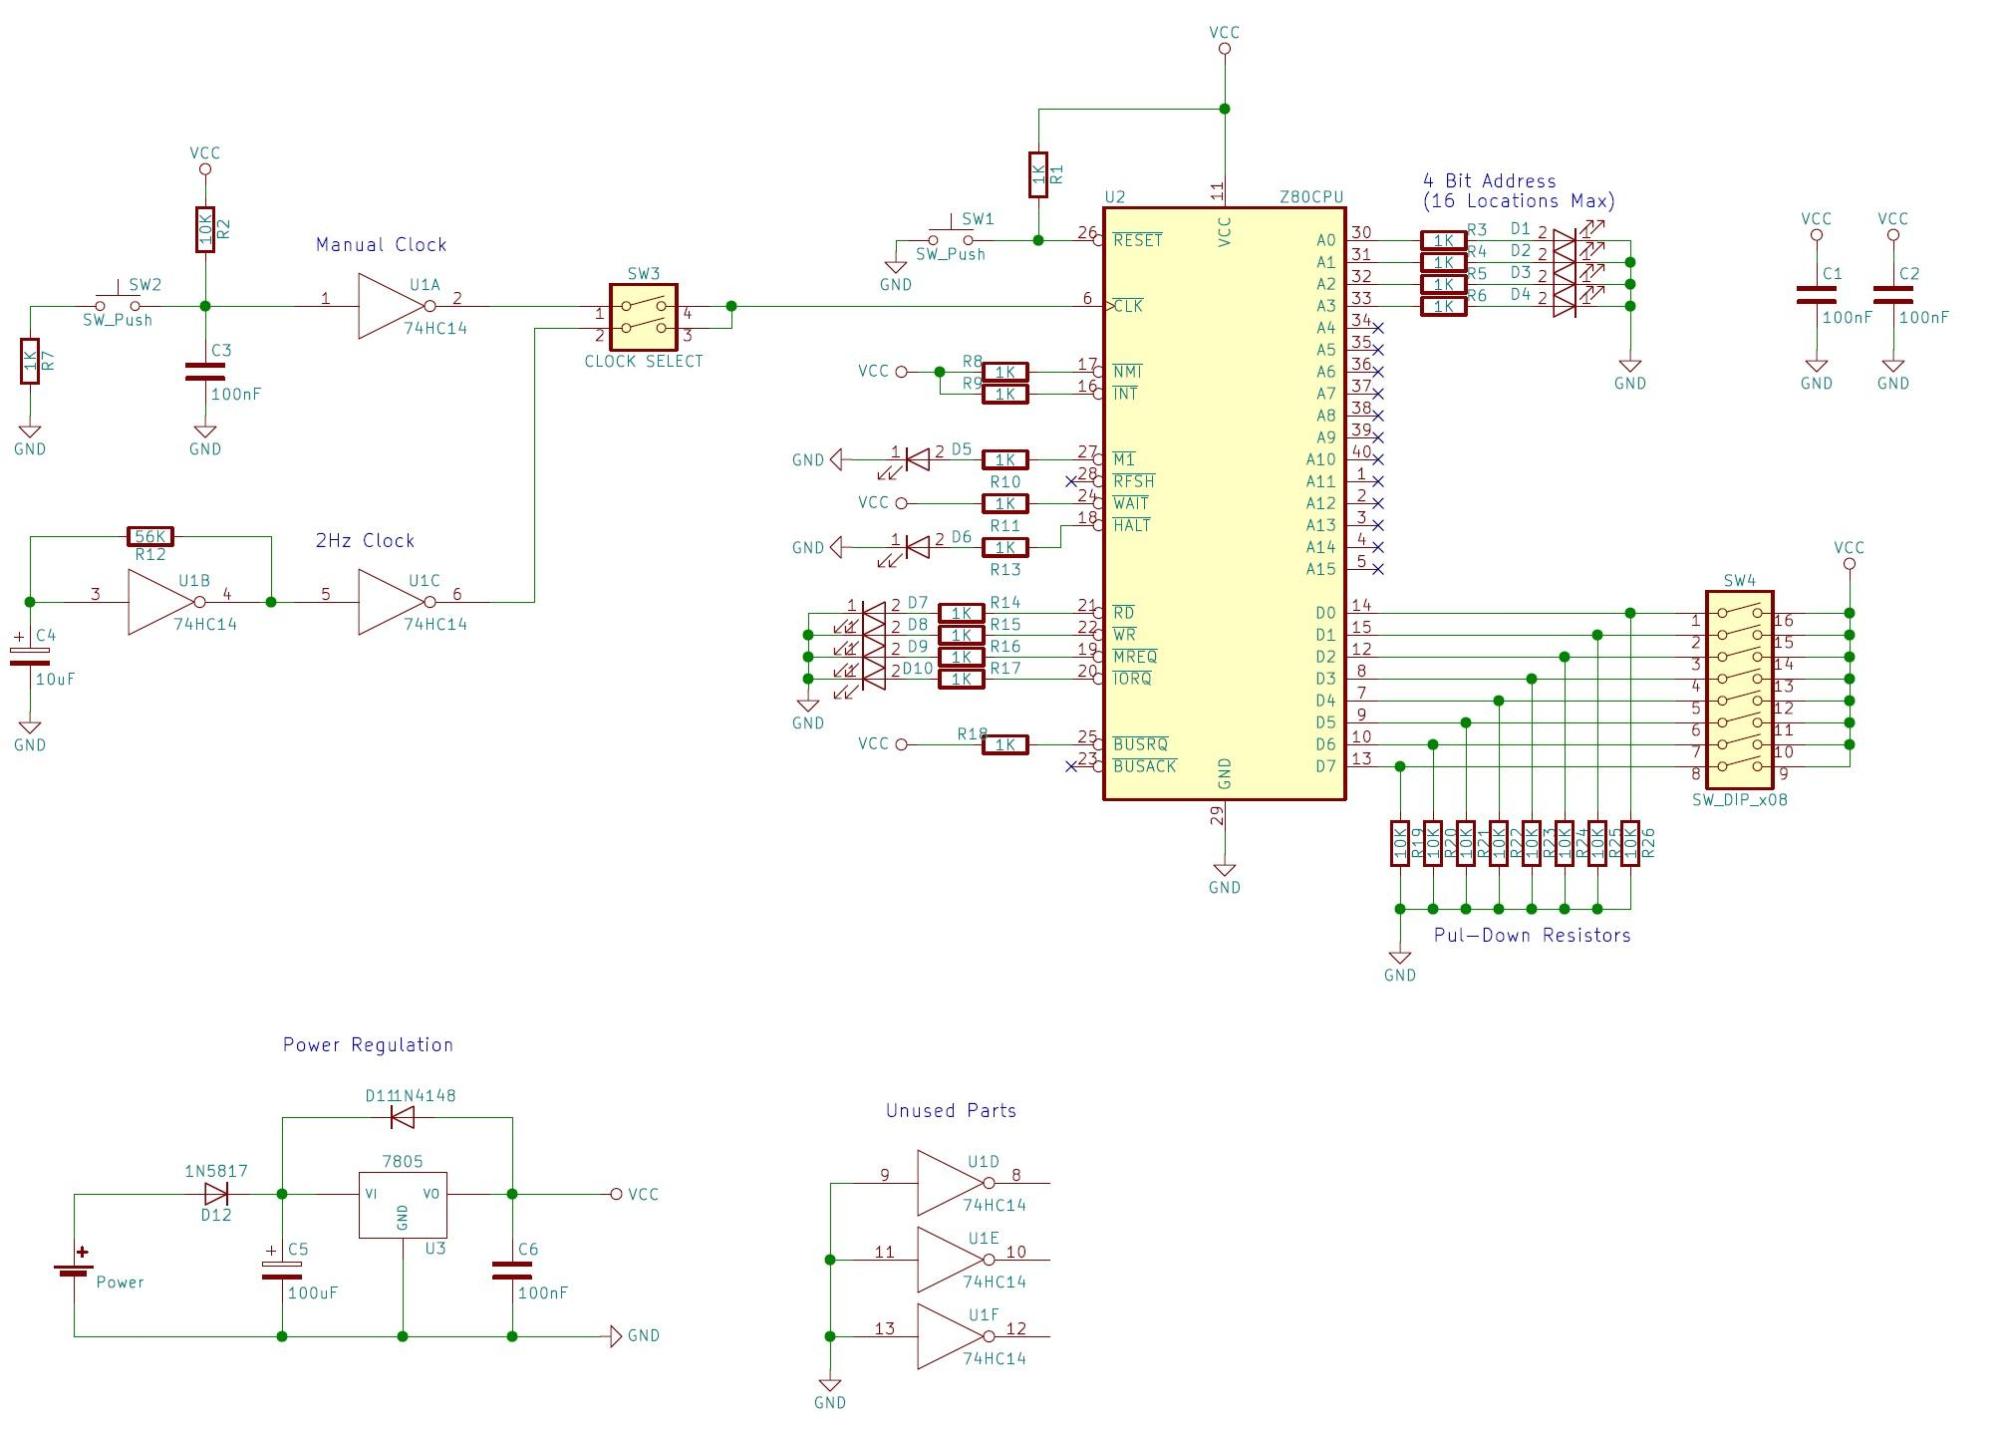 VCC
VCC
10K
R2
Manual Clock
SW2
SW_Push
1
U1A
2
74HC14
1K
R7
GND
C3
100nF
GND
SW3
1
2
4
3
CLOCK SELECT
56K
R12
2Hz Clock
3
U1B
4
74HC14
5
U1C
6
74HC14
+
C4
10uF
GND
1K
R1
SW1
SW_Push
GND
U2
Z80CPU
11
VCC
26
RESET
6
CLK
VCC
R8
1K
17
NMI
R9
1K
16
INT
GND
1
2
D5
1K
R10
27
M1
28
RFSH
VCC
1K
R11
24
WAIT
18
HALT
GND
1
2
D6
1K
R13
1
2
D7
1K
R14
21
RD
1
2
D8
1K
R15
22
WR
1
2
D9
1K
R16
19
MREQ
1
2
D10
1K
R17
20
IORQ
GND
VCC
R18
1K
25
BUSRQ
23
BUSACK
GND
29
GND
4 Bit Address
(16 Locations Max)
A0
30
1K
R3
D1
2
1
A1
31
1K
R4
D2
2
1
A2
32
1K
R5
D3
2
1
A3
33
1K
R6
D4
2
1
GND
A4
34
A5
35
A6
36
A7
37
A8
38
A9
39
A10
40
A11
1
A12
2
A13
3
A14
4
A15
5
D0
14
D1
15
D2
12
D3
8
D4
7
D5
9
D6
10
D7
13
VCC
C1
100nF
GND
VCC
C2
100nF
GND
VCC
SW4
1
16
2
15
3
14
4
13
5
12
6
11
7
10
8
9
SW_DIP_x08
10K
R19
10K
R20
10K
R21
10K
R22
10K
R23
10K
R24
10K
R25
10K
R26
Pul-Down Resistors
GND
Power Regulation
D11
1N4148
1N5817
D12
7805
VI
VO
GND
U3
VCC
+
Power
+
C5
100uF
C6
100nF
GND
Unused Parts
9
U1D
8
74HC14
11
U1E
10
74HC14
13
U1F
12
74HC14
GND